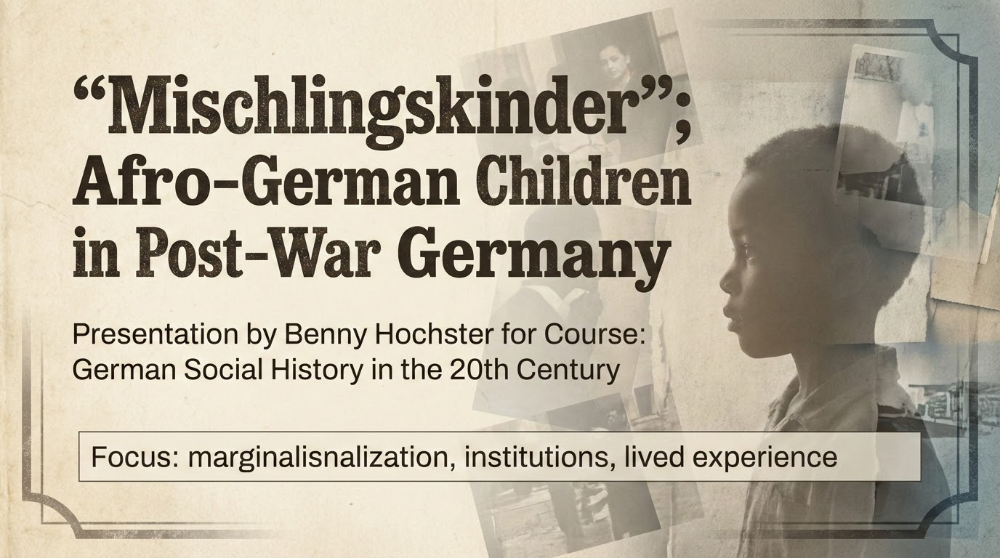 “Mischlingskinder”;
Afro-German Children
in Post-War Germany
Presentation by Benny Hochster for Course:
German Social History in the 20th Century
Focus: marginalisnalization, institutions, lived experience